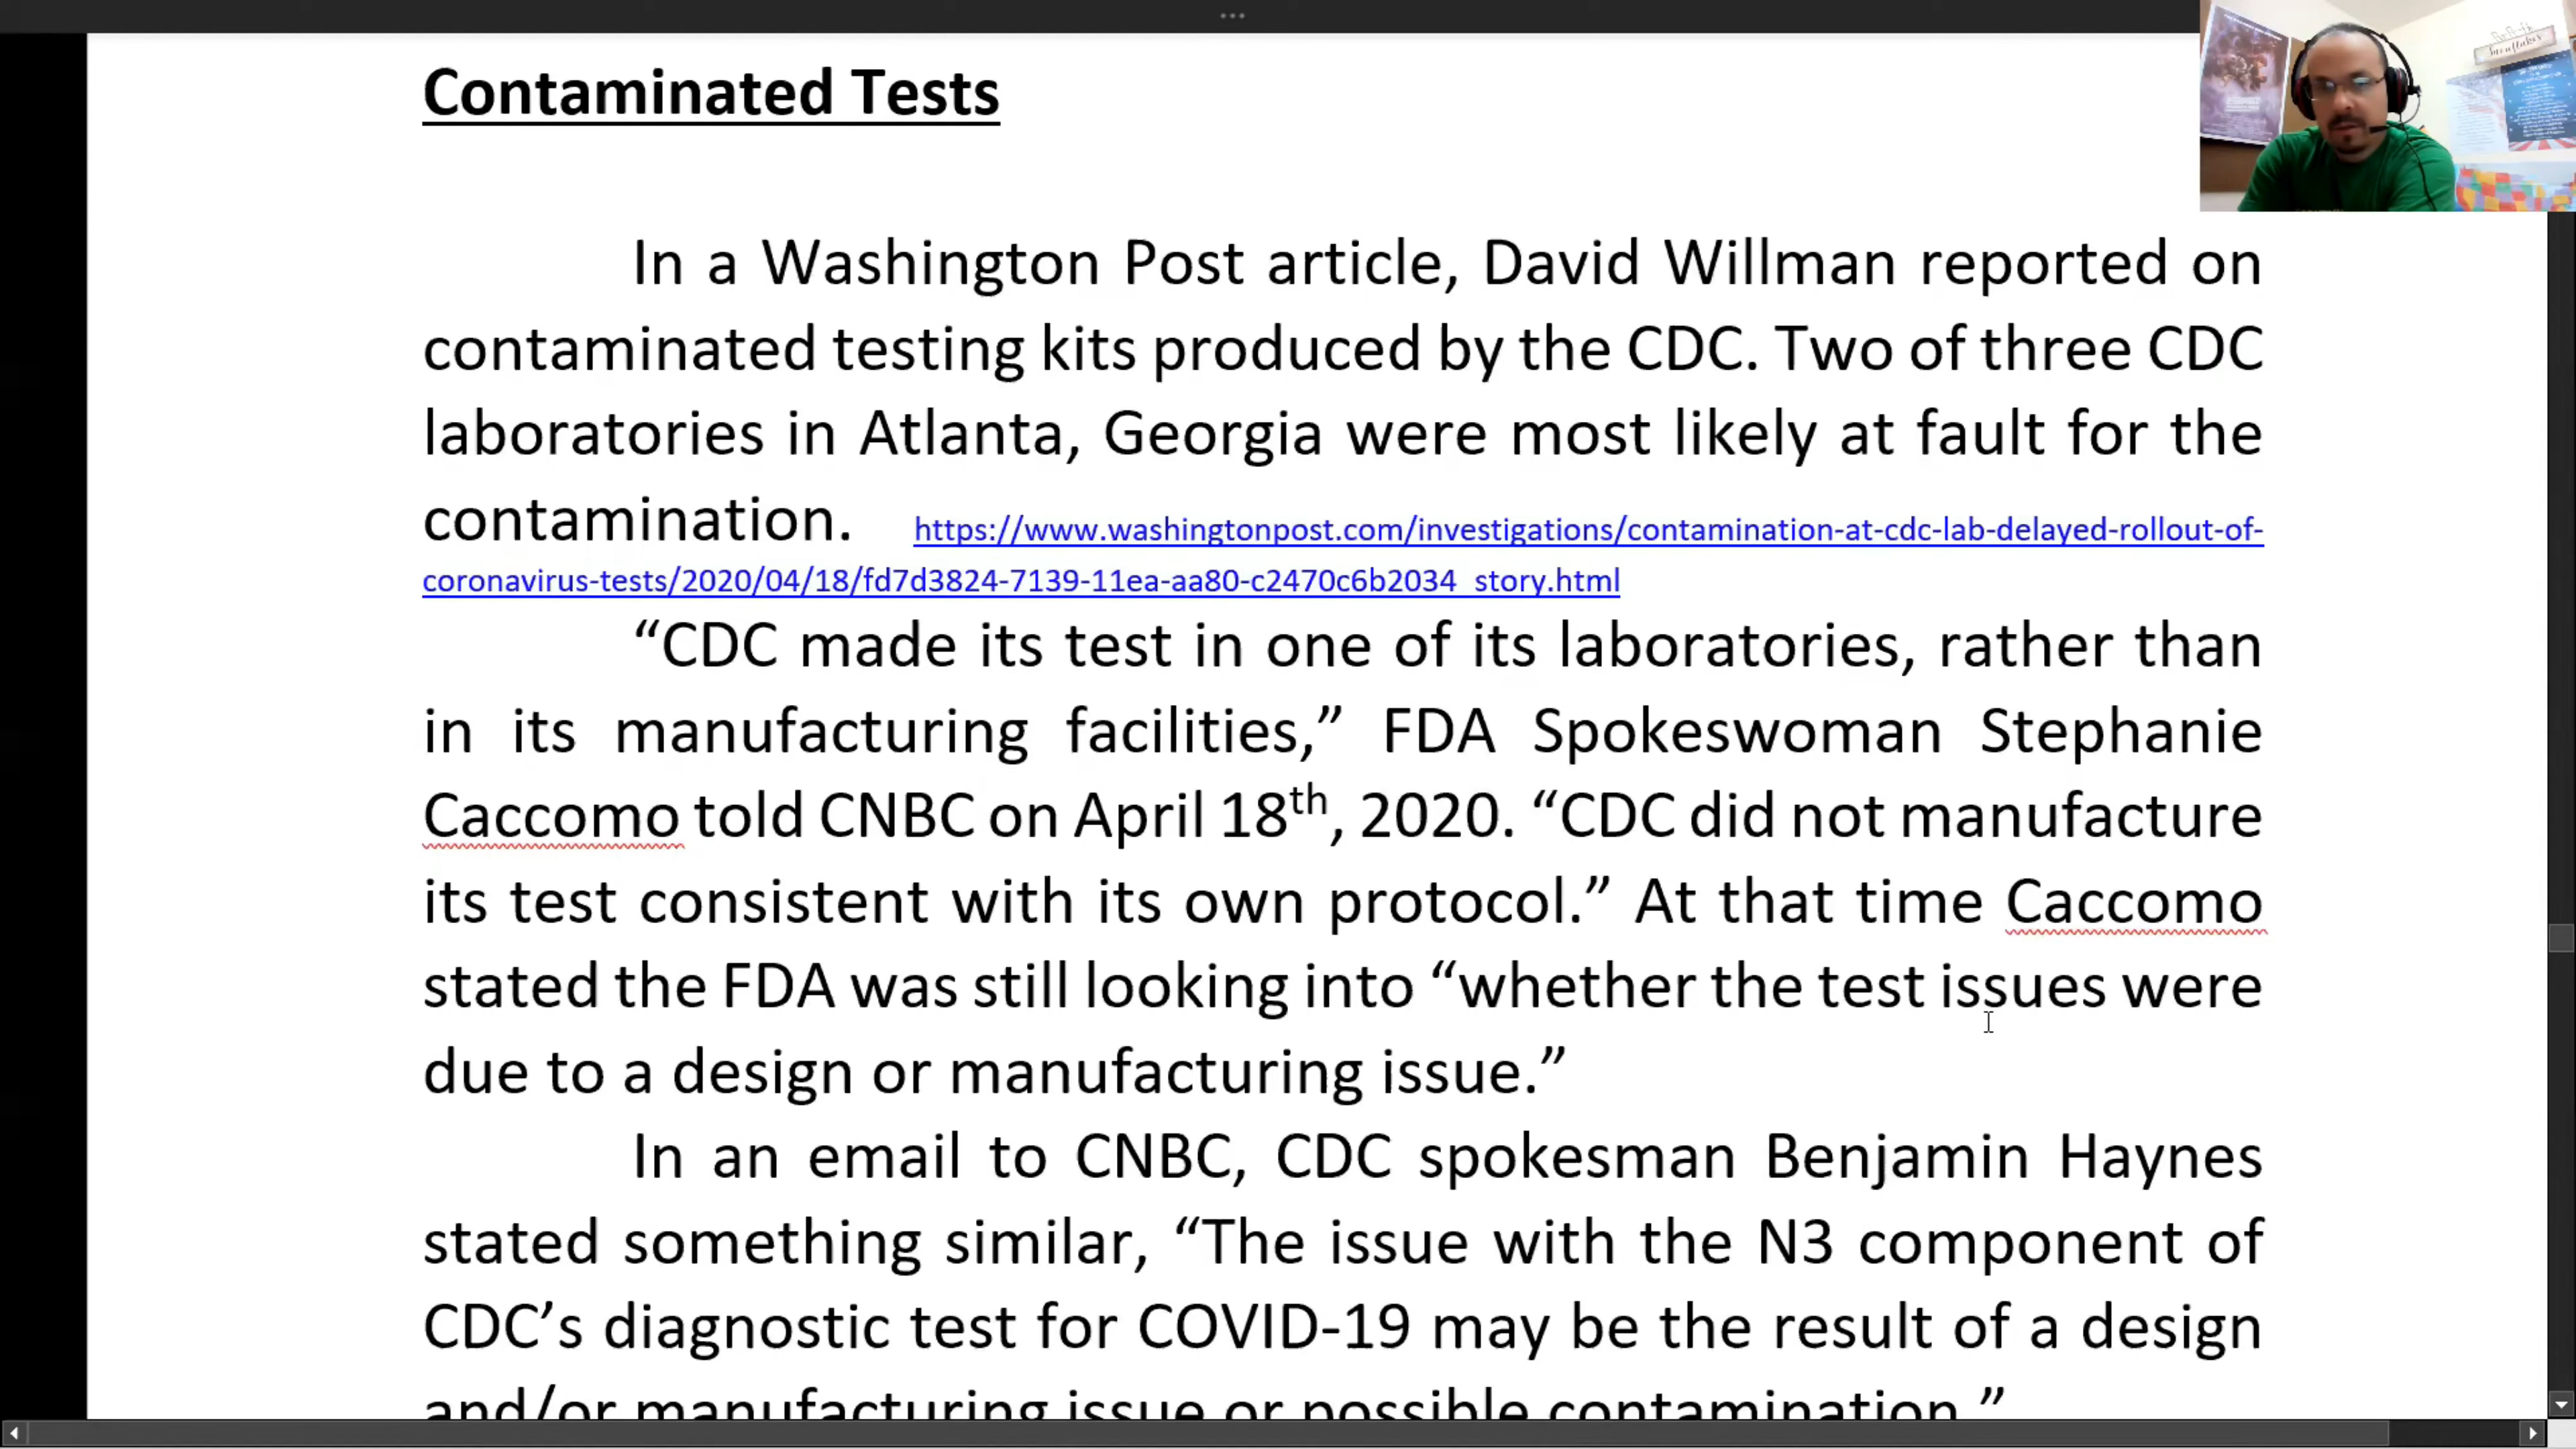 Contaminated Tests
In a Washington Post article, David Willman reported on
contaminated testing kits produced by the CDC. Two of three CDC
laboratories in Atlanta, Georgia were most likely at fault for the
contamination. https://www.washingtonpost.com/investigations/contamination-at-cdc-lab-delayed-rollout-of-
coronavirus-tests/2020/04/18/fd7d3824-7139-11ea-aa80-c2470c6b2034_story.html
“CDC made its test in one of its laboratories, rather than
in its manufacturing facilities,” FDA Spokeswoman Stephanie
Caccomo told CNBC on April 18th, 2020. “CDC did not manufacture
its test consistent with its own protocol.” At that time Caccomo
stated the FDA was still looking into “whether the test issues were
due to a design or manufacturing issue.”
In an email to CNBC, CDC spokesman Benjamin Haynes
stated something similar, “The issue with the N3 component of
CDC’s diagnostic test for COVID-19 may be the result of a design
and/or manufacturing issue or possible contamination.”